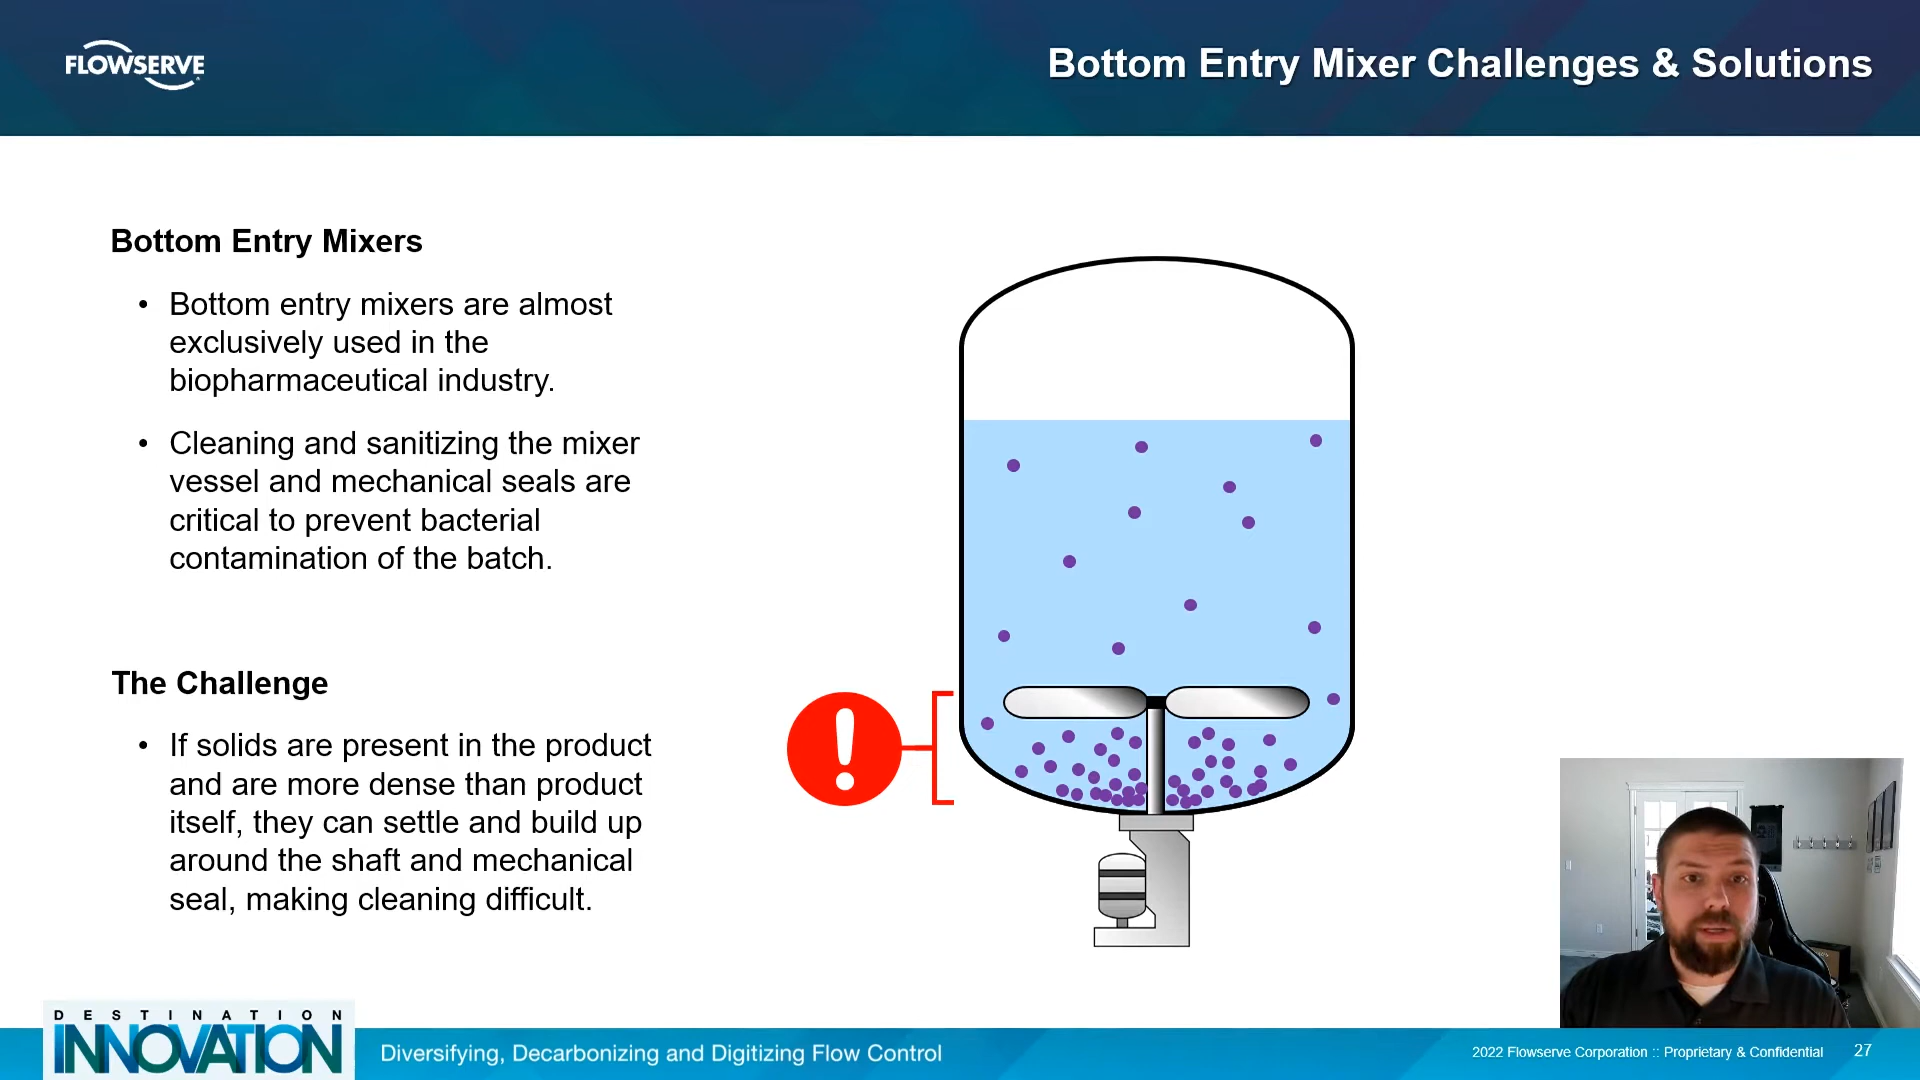 FLOWSERVE
Bottom Entry Mixer Challenges & Solutions
Bottom Entry Mixers
• Bottom entry mixers are almost
exclusively used in the
biopharmaceutical industry.
• Cleaning and sanitizing the mixer
vessel and mechanical seals are
critical to prevent bacterial
contamination of the batch.
The Challenge
• If solids are present in the product
and are more dense than product
itself, they can settle and build up
around the shaft and mechanical
seal, making cleaning difficult.
!
DESTINATION
INNOVATION
Diversifying, Decarbonizing and Digitizing Flow Control
2022 Flowserve Corporation :: Proprietary & Confidential
27